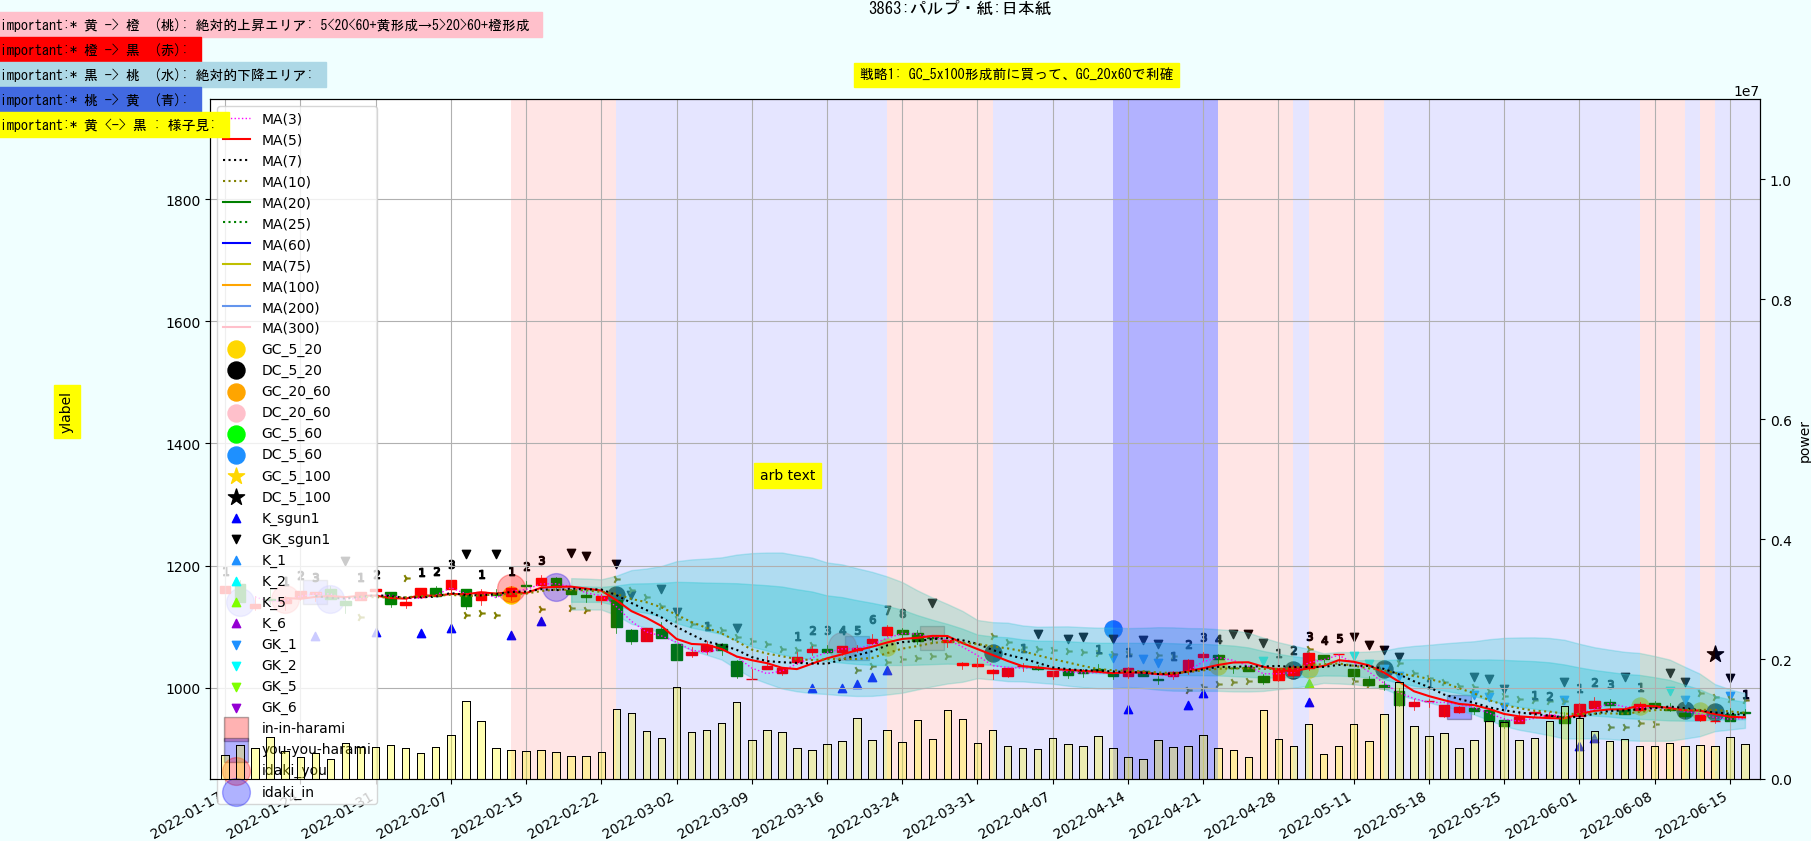 3863:パルプ・紙:日本紙
important:* 黄 -> 橙 (桃): 絶対的上昇エリア: 5<20<60+黄形成→5>20>60+橙形成
important:* 橙 -> 黒 (赤):
important:* 黒 -> 桃 (水): 絶対的下降エリア:
important:* 桃 -> 黄 (青):
important:* 黄 <-> 黒 : 様子見:
戦略1: GC_5x100形成前に買って、GC_20x60で利確
1e7
MA(3)
MA(5)
MA(7)
MA(10)
MA(20)
MA(25)
MA(60)
MA(75)
MA(100)
MA(200)
MA(300)
GC_5_20
DC_5_20
GC_20_60
DC_20_60
GC_5_60
DC_5_60
GC_5_100
DC_5_100
K_sgun1
GK_sgun1
K_1
K_2
K_5
K_6
GK_1
GK_2
GK_5
GK_6
in-in-harami
you-you-harami
idaki_you
idaki_in
ylabel
arb text
power
1800
1600
1400
1200
1000
1.0
0.8
0.6
0.4
0.2
0.0
2022-01-17
2022-01-24
2022-01-31
2022-02-07
2022-02-15
2022-02-22
2022-03-02
2022-03-09
2022-03-16
2022-03-24
2022-03-31
2022-04-07
2022-04-14
2022-04-21
2022-04-28
2022-05-11
2022-05-18
2022-05-25
2022-06-01
2022-06-08
2022-06-15